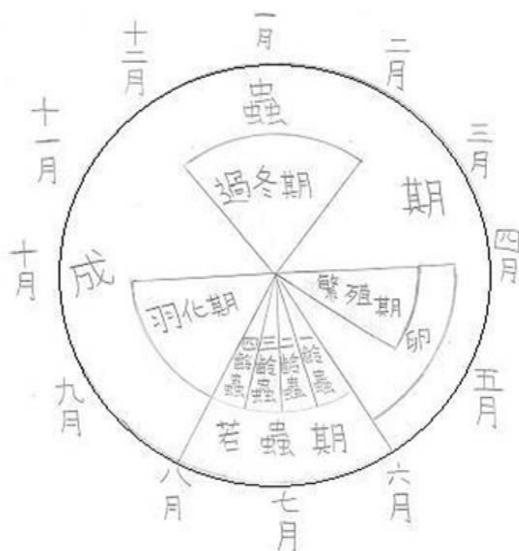 一月
二月
三月
四月
五月
六月
七月
八月
九月
十月
十一月
十二月
成
蟲
期
過冬期
繁殖期
卵
羽化期
一齡蟲
二齡蟲
三齡蟲
四齡蟲
若蟲期